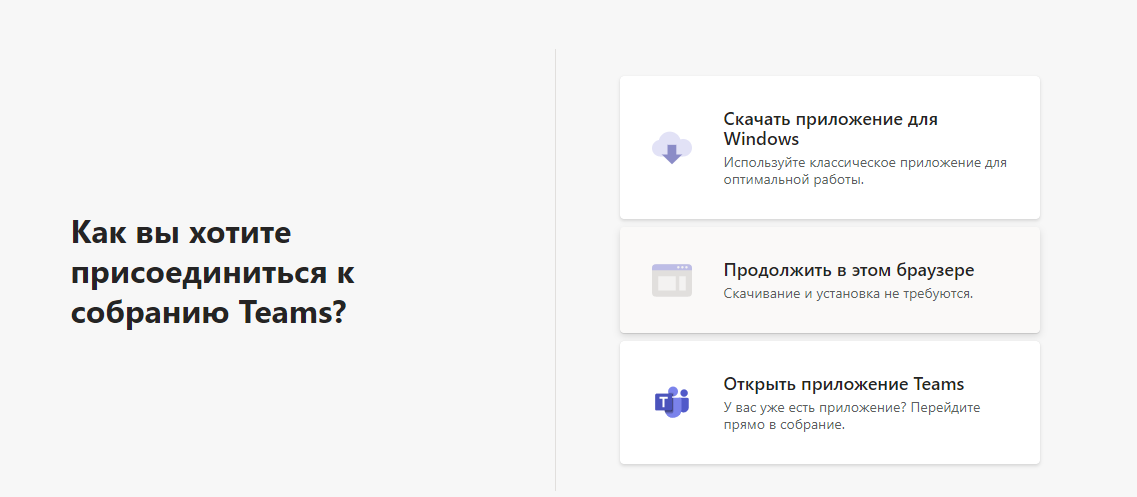 Как вы хотите
присоединиться к
собранию Teams?
Скачать приложение для
Windows
Используйте классическое приложение для
оптимальной работы.
Продолжить в этом браузере
Скачивание и установка не требуются.
Открыть приложение Teams
У вас уже есть приложение? Перейдите
прямо в собрание.